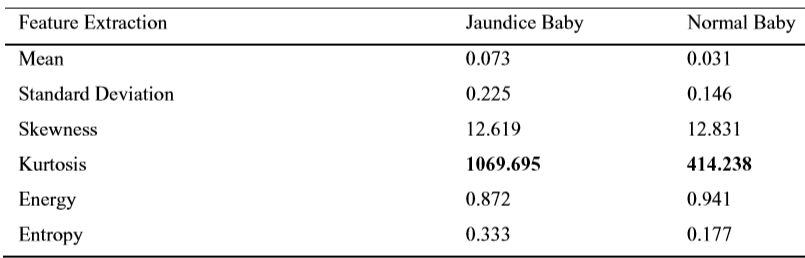 Feature Extraction Jaundice Baby Normal Baby
Mean 0.073 0.031
Standard Deviation 0.225 0.146
Skewness 12.619 12.831
Kurtosis 1069.695 414.238
Energy 0.872 0.941
Entropy 0.333 0.177